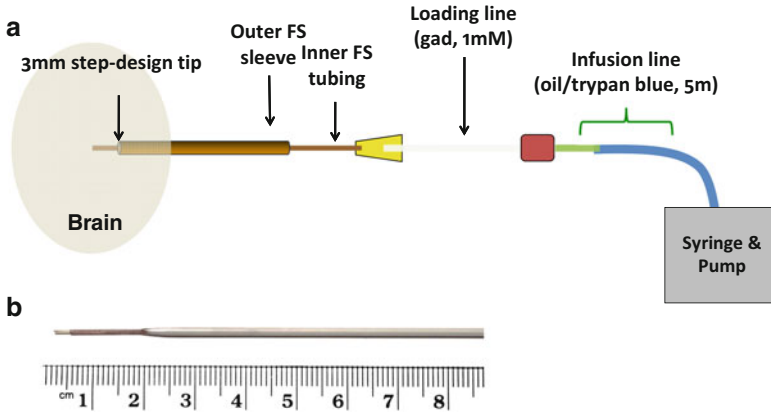 a
3mm step-design tip
Outer FS
sleeve
Inner FS
tubing
Loading line
(gad, 1mM)
Infusion line
(oil/trypan blue, 5m)
Brain
Syringe &
Pump
b
cm 1 2 3 4 5 6 7 8